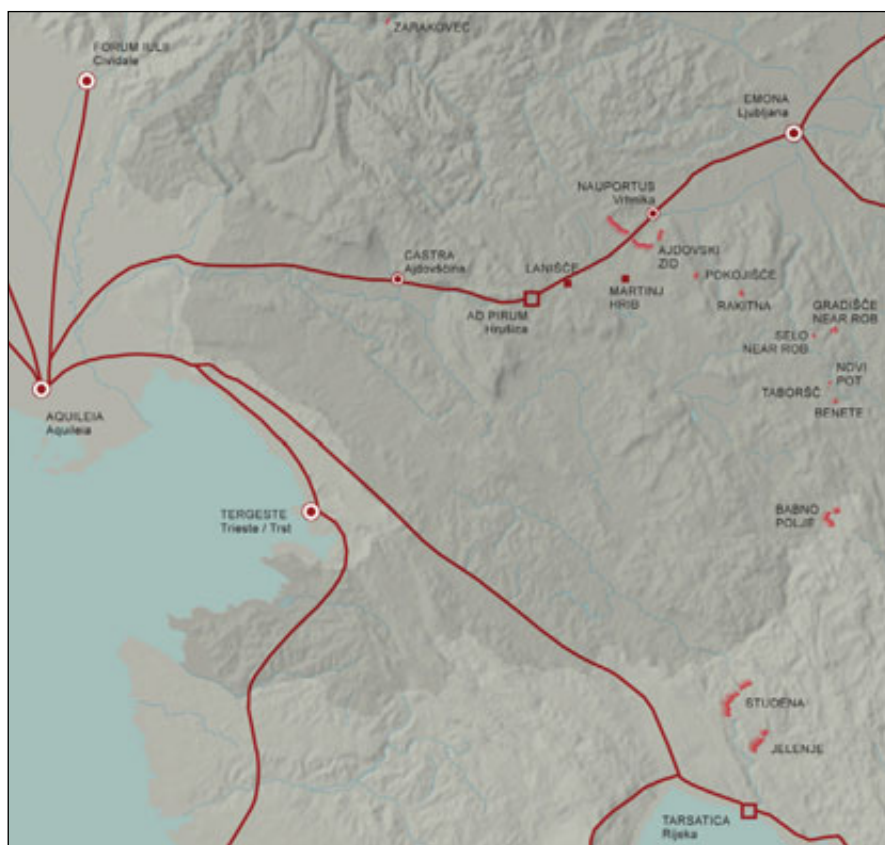 ZARAKOVEC
FORUM IULII
Cividale
EMONA
Ljubljana
NAUPORTUS
Vrhnika
CASTRA
Ajdovščina
LANIŠČE
AJDOVSKI
ZID
POKOJIŠČE
MARTINJ
HRIB
RAKITNA
AD PIRUM
Hrušica
GRADIŠČE
NEAR ROB
SELO
NEAR ROB
NOVI
POT
TABORŠČ
BENETE
AQUILEIA
Aquileia
TERGESTE
Trieste / Trst
BABNO
POLJE
STUDENA
JELENJE
TARSATICA
Rijeka